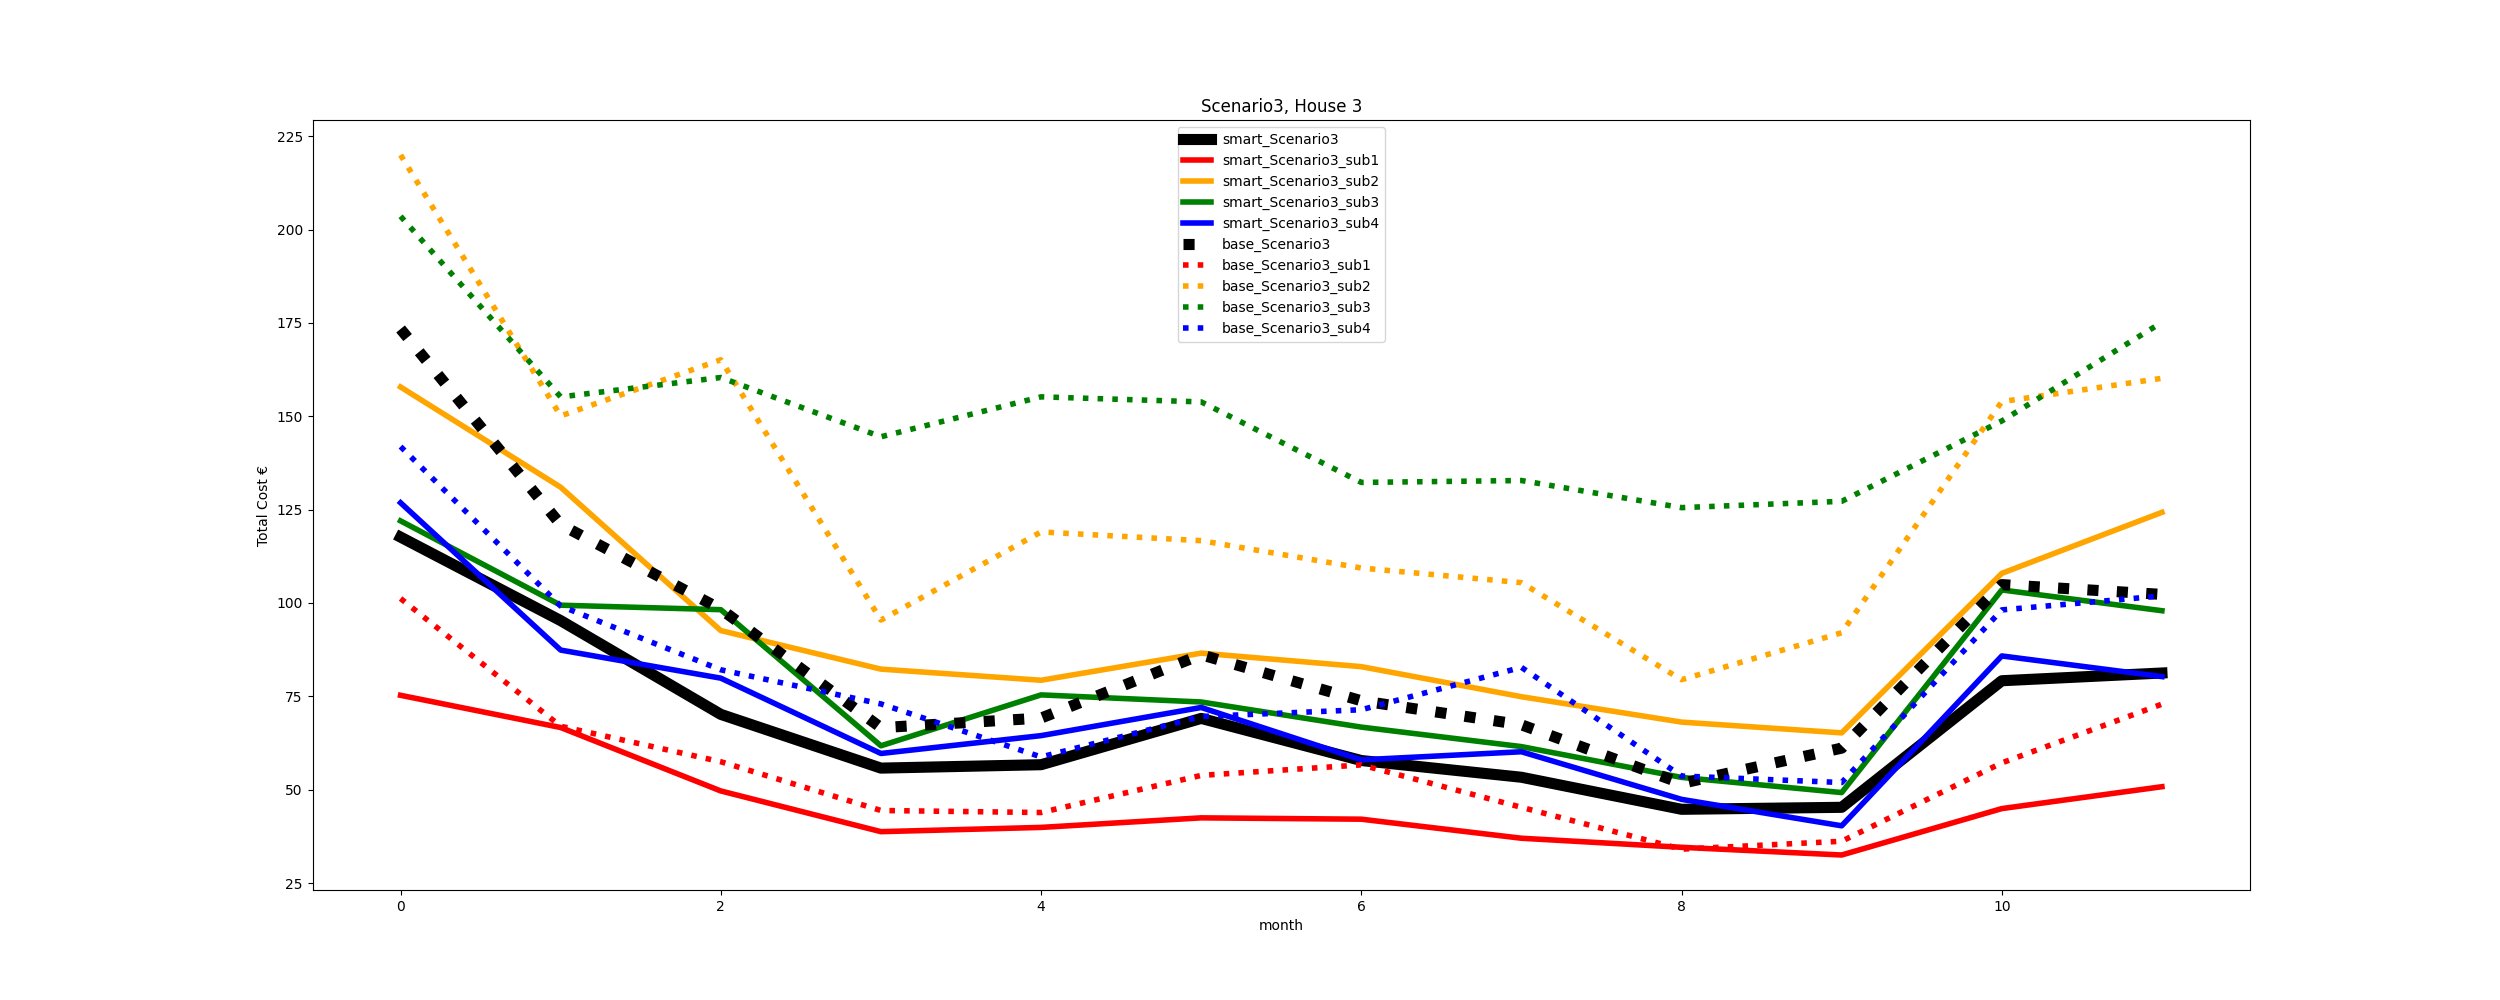 Scenario3, House 3
smart_Scenario3
smart_Scenario3_sub1
smart_Scenario3_sub2
smart_Scenario3_sub3
smart_Scenario3_sub4
base_Scenario3
base_Scenario3_sub1
base_Scenario3_sub2
base_Scenario3_sub3
base_Scenario3_sub4
Total Cost €
225
200
175
150
125
100
75
50
25
0 2 4 6 8 10
month